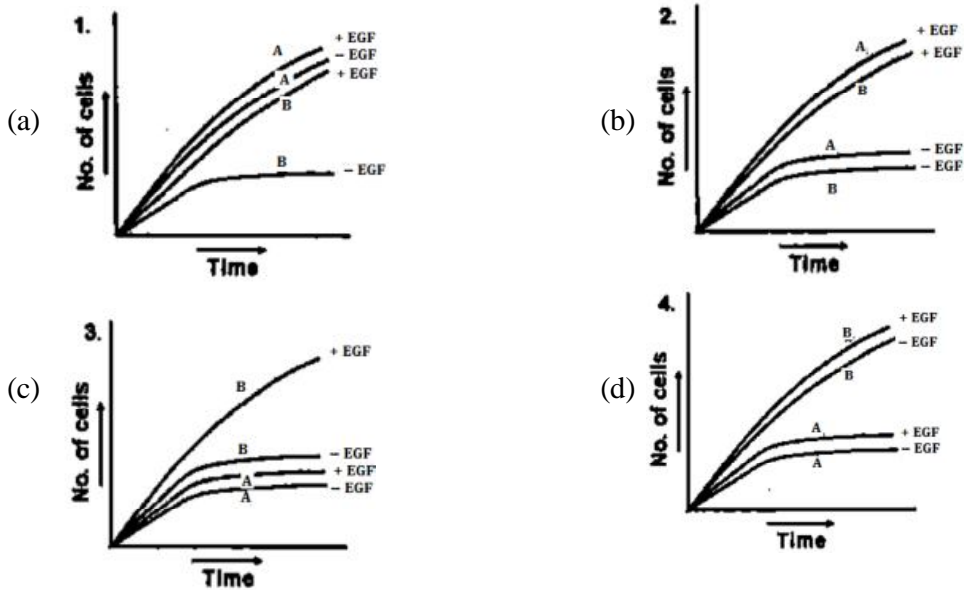 (a)
1.
No. of cells
A
A
B
B
+ EGF
− EGF
+ EGF
− EGF
Time
(b)
2.
No. of cells
A
B
A
B
+ EGF
+ EGF
− EGF
− EGF
Time
(c)
3.
No. of cells
B
B
A
A
+ EGF
− EGF
+ EGF
− EGF
Time
(d)
4.
No. of cells
B
B
A
A
+ EGF
− EGF
+ EGF
− EGF
Time